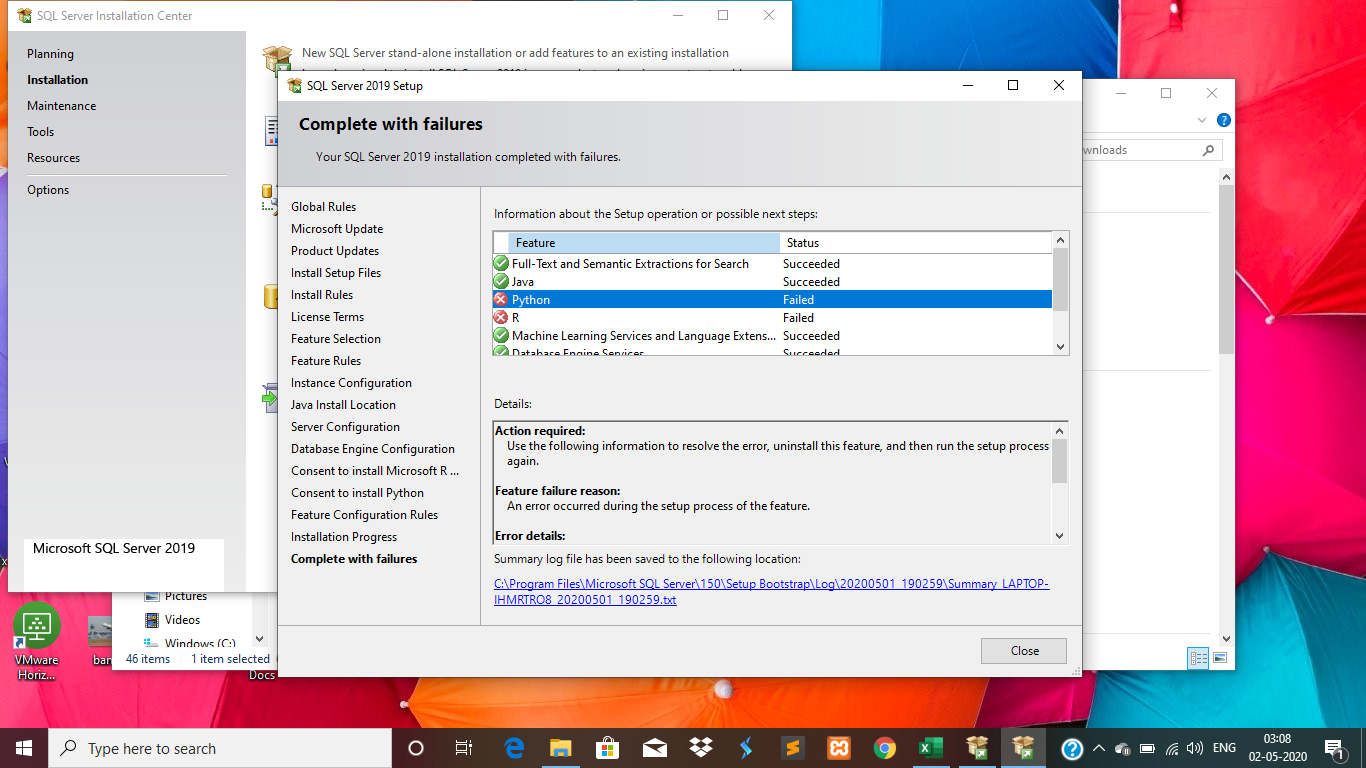 SQL Server Installation Center
Planning
Installation
Maintenance
Tools
Resources
Options
New SQL Server stand-alone installation or add features to an existing installation
Microsoft SQL Server 2019
SQL Server 2019 Setup
Complete with failures
Your SQL Server 2019 installation completed with failures.
Global Rules
Microsoft Update
Product Updates
Install Setup Files
Install Rules
License Terms
Feature Selection
Feature Rules
Instance Configuration
Java Install Location
Server Configuration
Database Engine Configuration
Consent to install Microsoft R ...
Consent to install Python
Feature Configuration Rules
Installation Progress
Complete with failures
Information about the Setup operation or possible next steps:
Feature Status
Full-Text and Semantic Extractions for Search Succeeded
Java Succeeded
Python Failed
R Failed
Machine Learning Services and Language Extens... Succeeded
Database Engine Services Succeeded
Details:
Action required:
Use the following information to resolve the error, uninstall this feature, and then run the setup process
again.
Feature failure reason:
An error occurred during the setup process of the feature.
Error details:
Summary log file has been saved to the following location:
C:\Program Files\Microsoft SQL Server\150\Setup Bootstrap\Log\20200501_190259\Summary_LAPTOP-
IHMRTRO8_20200501_190259.txt
Close
wnloads
Pictures
Videos
Windows (C:)
46 items 1 item selected
VMware
Horiz...
ban
Docs
Type here to search
ENG
03:08
02-05-2020
1